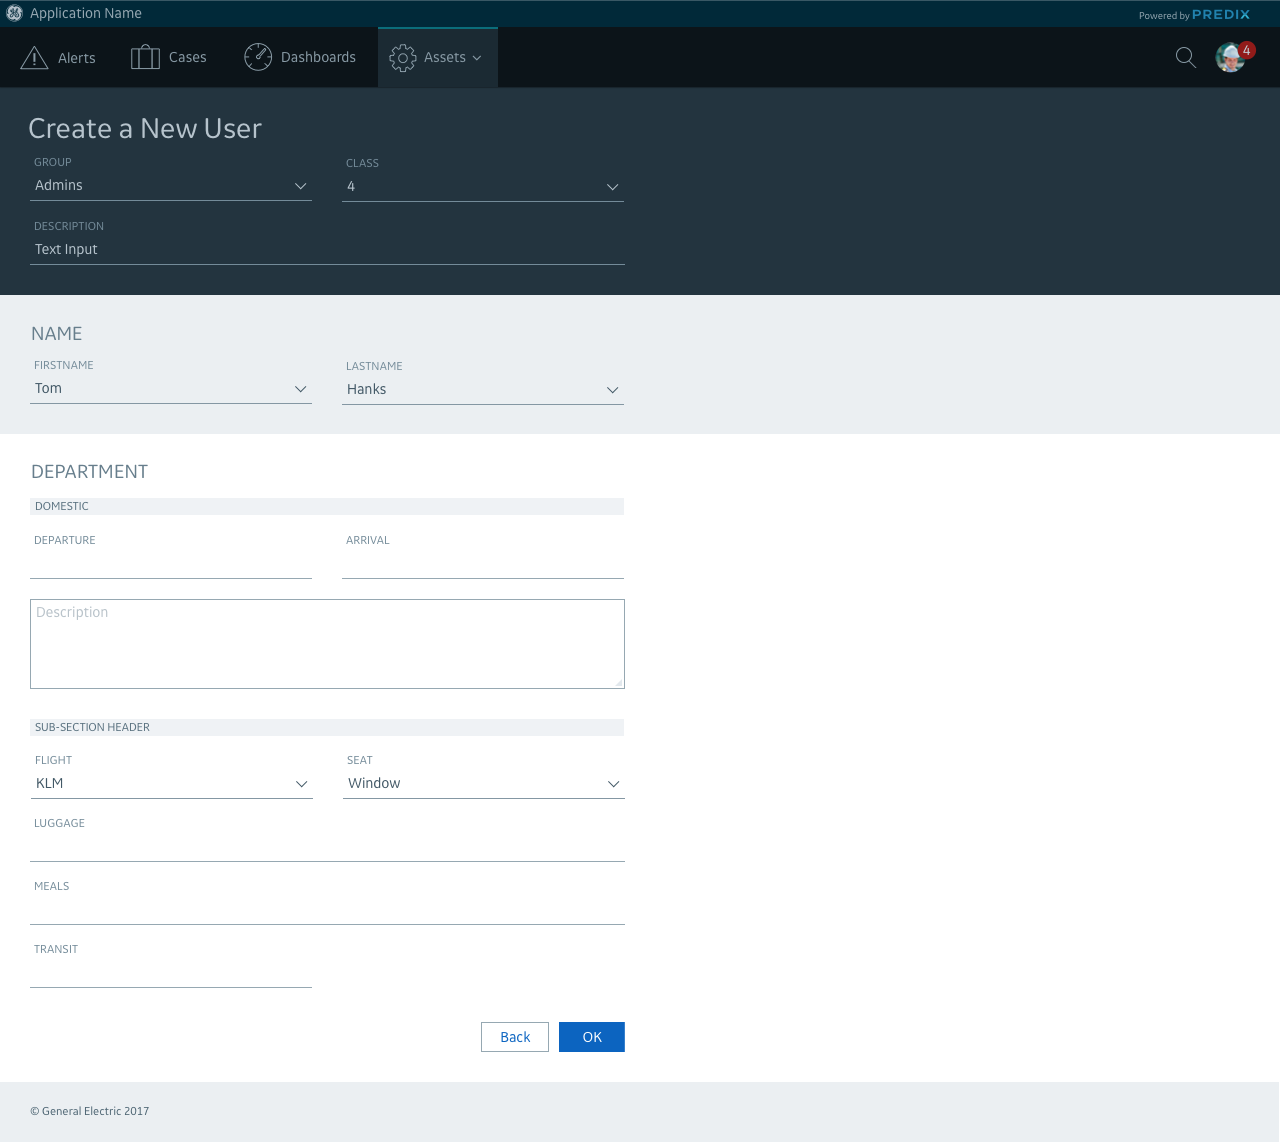 Application Name
Powered by PREDIX
Alerts
Cases
Dashboards
Assets
4
Create a New User
GROUP
CLASS
Admins
4
DESCRIPTION
Text Input
NAME
FIRSTNAME
LASTNAME
Tom
Hanks
DEPARTMENT
DOMESTIC
DEPARTURE
ARRIVAL
Description
SUB-SECTION HEADER
FLIGHT
SEAT
KLM
Window
LUGGAGE
MEALS
TRANSIT
Back
OK
© General Electric 2017